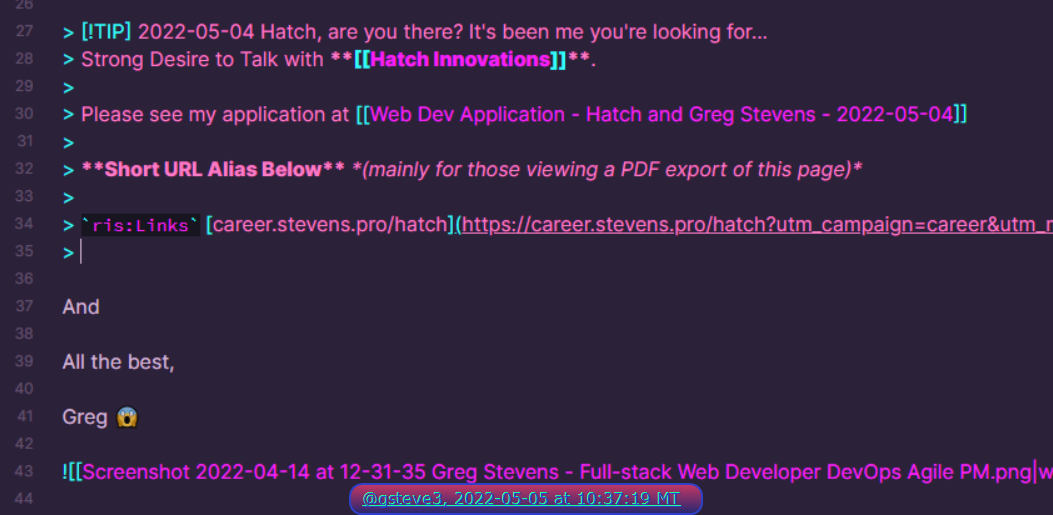 26
27 > [!TIP] 2022-05-04 Hatch, are you there? It's been me you're looking for...
28 > Strong Desire to Talk with **[[Hatch Innovations]]**.
29 >
30 > Please see my application at [[Web Dev Application - Hatch and Greg Stevens - 2022-05-04]]
31 >
32 > **Short URL Alias Below** *(mainly for those viewing a PDF export of this page)*
33 >
34 > `ris:Links` [career.stevens.pro/hatch](https://career.stevens.pro/hatch?utm_campaign=career&utm_
35 >
36
37 And
38
39 All the best,
40
41 Greg 😱
42
43 ![[Screenshot 2022-04-14 at 12-31-35 Greg Stevens - Full-stack Web Developer DevOps Agile PM.png|w
44
@gsteve3, 2022-05-05 at 10:37:19 MT